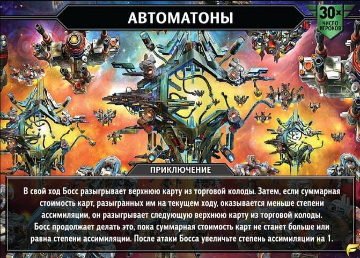 АВТОМАТОНЫ
30×
ЧИСЛО
ИГРОКОВ
ПРИКЛЮЧЕНИЕ
В свой ход Босс разыгрывает верхнюю карту из торговой колоды. Затем, если суммарная
стоимость карт, разыгранных им на текущем ходу, оказывается меньше степени
ассимиляции, он разыгрывает следующую верхнюю карту из торговой колоды.
Босс продолжает делать это, пока суммарная стоимость карт не станет больше или
равна степени ассимиляции. После атаки Босса увеличьте степень ассимиляции на 1.